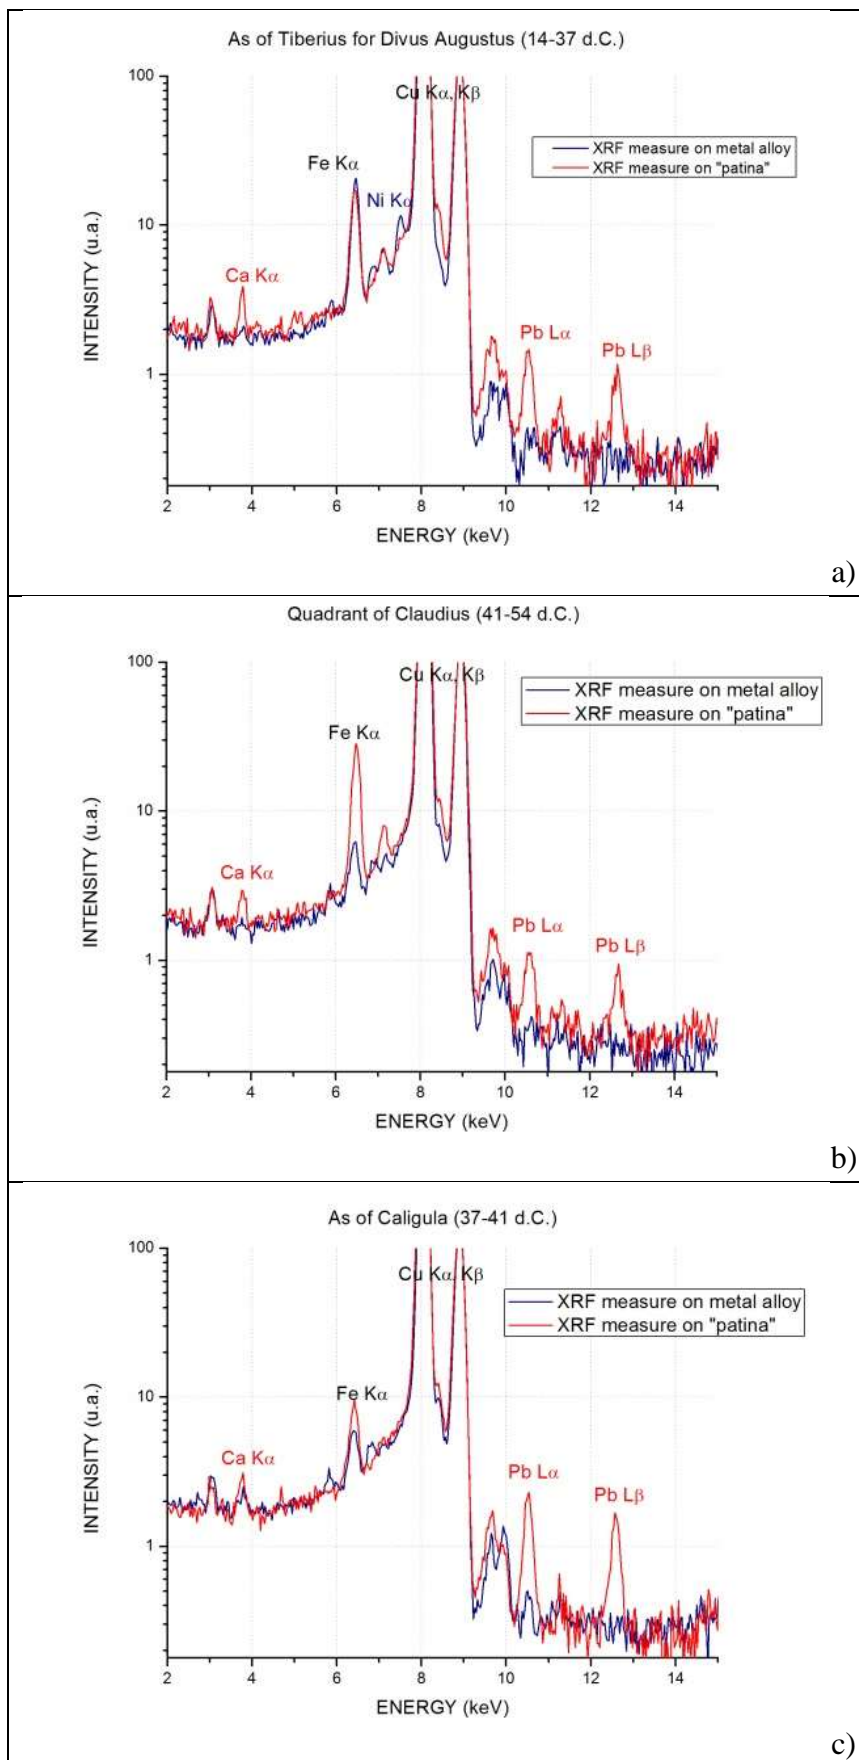 As of Tiberius for Divus Augustus (14-37 d.C.)
100
Cu Kα, Kβ
XRF measure on metal alloy
XRF measure on "patina"
Fe Kα
Ni Kα
10
Ca Kα
Pb Lα
Pb Lβ
1
INTENSITY (u.a.)
2 4 6 8 10 12 14
ENERGY (keV)
a)
Quadrant of Claudius (41-54 d.C.)
100
Cu Kα, Kβ
XRF measure on metal alloy
XRF measure on "patina"
Fe Kα
10
Ca Kα
Pb Lα
Pb Lβ
1
INTENSITY (u.a.)
2 4 6 8 10 12 14
ENERGY (keV)
b)
As of Caligula (37-41 d.C.)
100
Cu Kα, Kβ
XRF measure on metal alloy
XRF measure on "patina"
Fe Kα
10
Ca Kα
Pb Lα
Pb Lβ
1
INTENSITY (u.a.)
2 4 6 8 10 12 14
ENERGY (keV)
c)